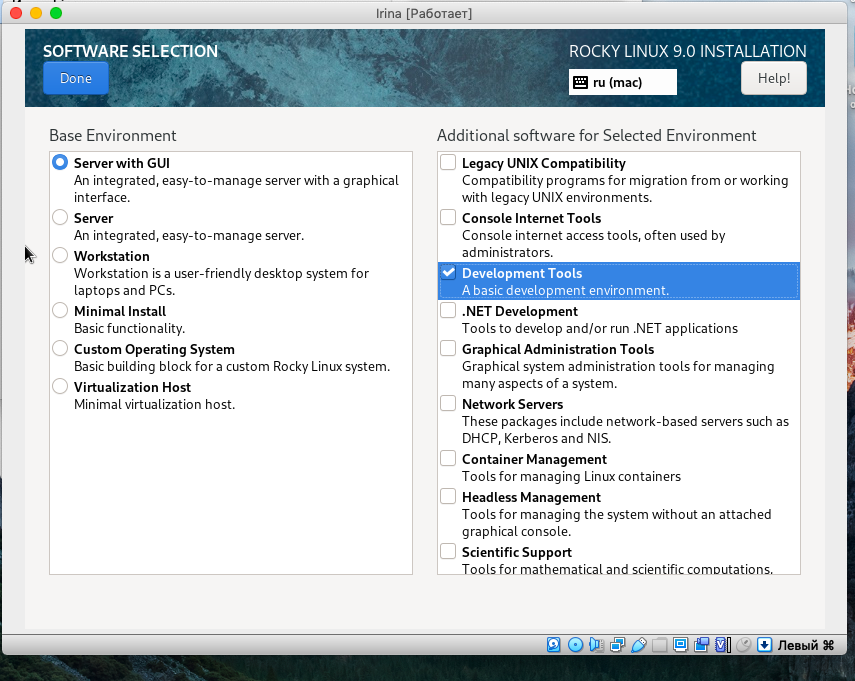 Irina [Работает]
SOFTWARE SELECTION
ROCKY LINUX 9.0 INSTALLATION
Done
ru (mac)
Help!
Base Environment
Server with GUI
An integrated, easy-to-manage server with a graphical
interface.
Server
An integrated, easy-to-manage server.
Workstation
Workstation is a user-friendly desktop system for
laptops and PCs.
Minimal Install
Basic functionality.
Custom Operating System
Basic building block for a custom Rocky Linux system.
Virtualization Host
Minimal virtualization host.
Additional software for Selected Environment
Legacy UNIX Compatibility
Compatibility programs for migration from or working
with legacy UNIX environments.
Console Internet Tools
Console internet access tools, often used by
administrators.
Development Tools
A basic development environment.
.NET Development
Tools to develop and/or run .NET applications
Graphical Administration Tools
Graphical system administration tools for managing
many aspects of a system.
Network Servers
These packages include network-based servers such as
DHCP, Kerberos and NIS.
Container Management
Tools for managing Linux containers
Headless Management
Tools for managing the system without an attached
graphical console.
Scientific Support
Tools for mathematical and scientific computations.
Левый ⌘